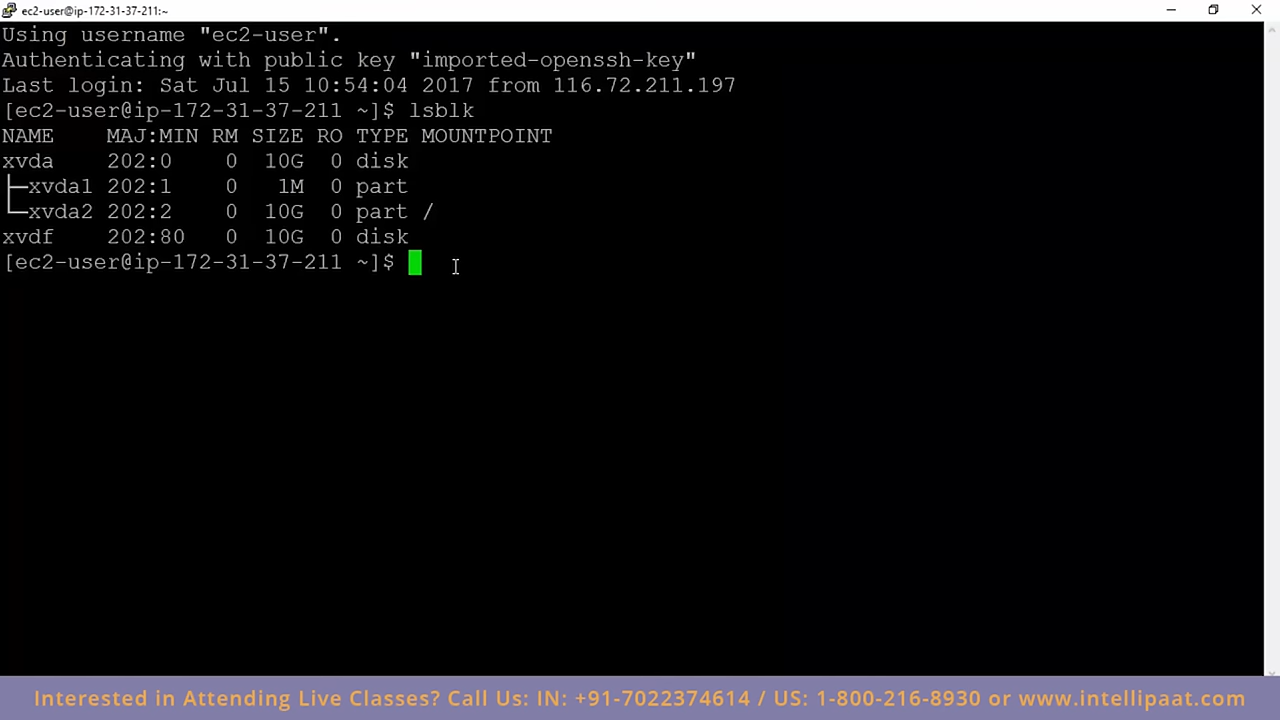 ec2-user@ip-172-31-37-211:~
Using username "ec2-user".
Authenticating with public key "imported-openssh-key"
Last login: Sat Jul 15 10:54:04 2017 from 116.72.211.197
[ec2-user@ip-172-31-37-211 ~]$ lsblk
NAME    MAJ:MIN RM SIZE RO TYPE MOUNTPOINT
xvda    202:0    0  10G  0 disk
├─xvda1 202:1    0   1M  0 part
└─xvda2 202:2    0  10G  0 part /
xvdf    202:80   0  10G  0 disk
[ec2-user@ip-172-31-37-211 ~]$
Interested in Attending Live Classes? Call Us: IN: +91-7022374614 / US: 1-800-216-8930 or www.intellipaat.com